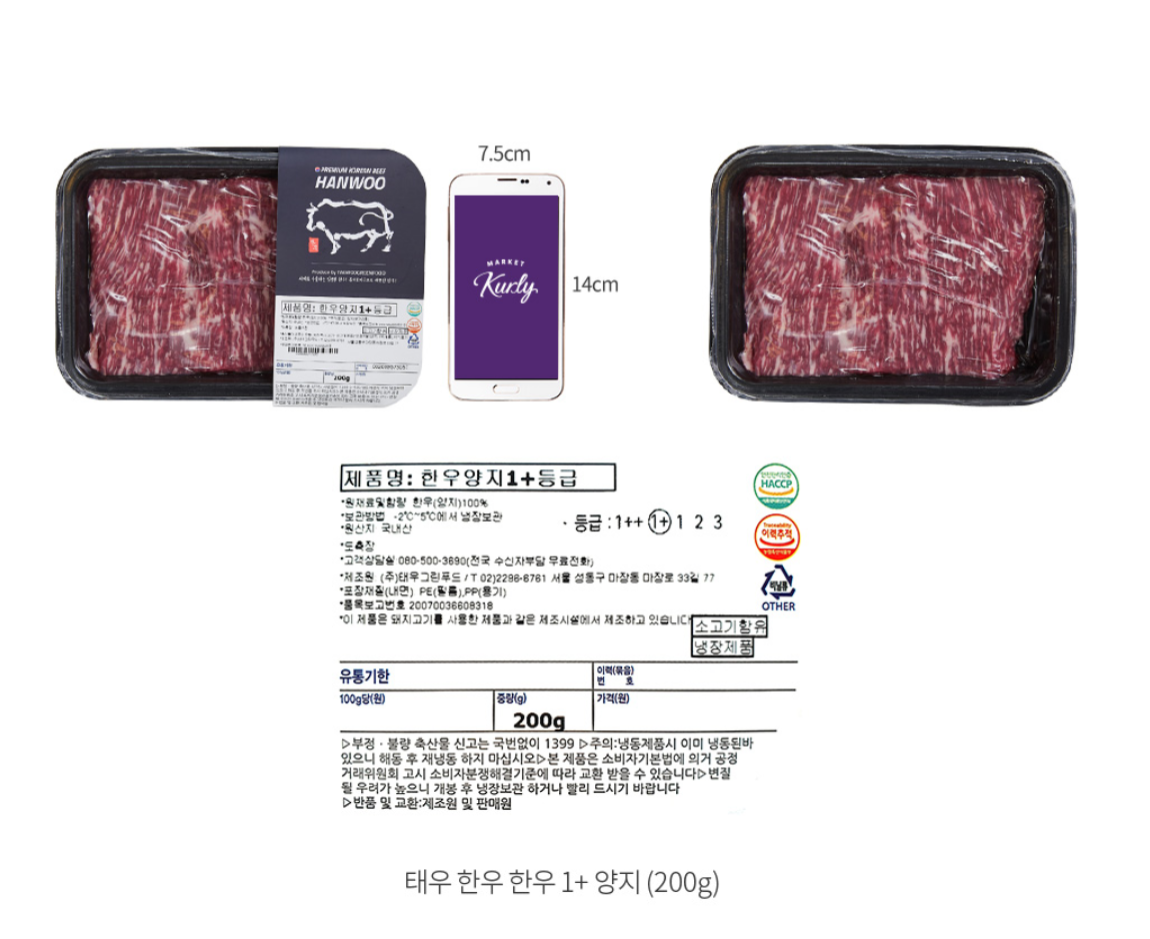 7.5cm
PREMIUM KOREAN BEEF
HANWOO
MARKET
Kurly
14cm
제품명: 한우양지1+등급
200g
제품명: 한우양지1+등급
*원재료및함량 한우(양지)100%
*보관방법 -2℃~5℃에서 냉장보관
*원산지 국내산
· 등급 : 1++ 1+ 1 2 3
*도축장
*고객상담실 080-500-3690(전국 수신자부담 무료전화)
*제조원 (주)태우그린푸드 / T 02)2296-6761 서울 성동구 마장동 마장로 33길 77
*포장재질(내면) PE(필름),PP(용기)
*품목보고번호 20070036608318
*이 제품은 돼지고기를 사용한 제품과 같은 제조시설에서 제조하고 있습니다
소고기함유
냉장제품
HACCP
Traceability
이력추적
비닐류
OTHER
유통기한
이력(묶음)
번 호
100g당(원)
중량(g)
가격(원)
200g
▷부정 · 불량 축산물 신고는 국번없이 1399 ▷주의:냉동제품시 이미 냉동된바
있으니 해동 후 재냉동 하지 마십시오▷본 제품은 소비자기본법에 의거 공정
거래위원회 고시 소비자분쟁해결기준에 따라 교환 받을 수 있습니다▷변질
될 우려가 높으니 개봉 후 냉장보관 하거나 빨리 드시기 바랍니다
▷반품 및 교환:제조원 및 판매원
태우 한우 한우 1+ 양지 (200g)